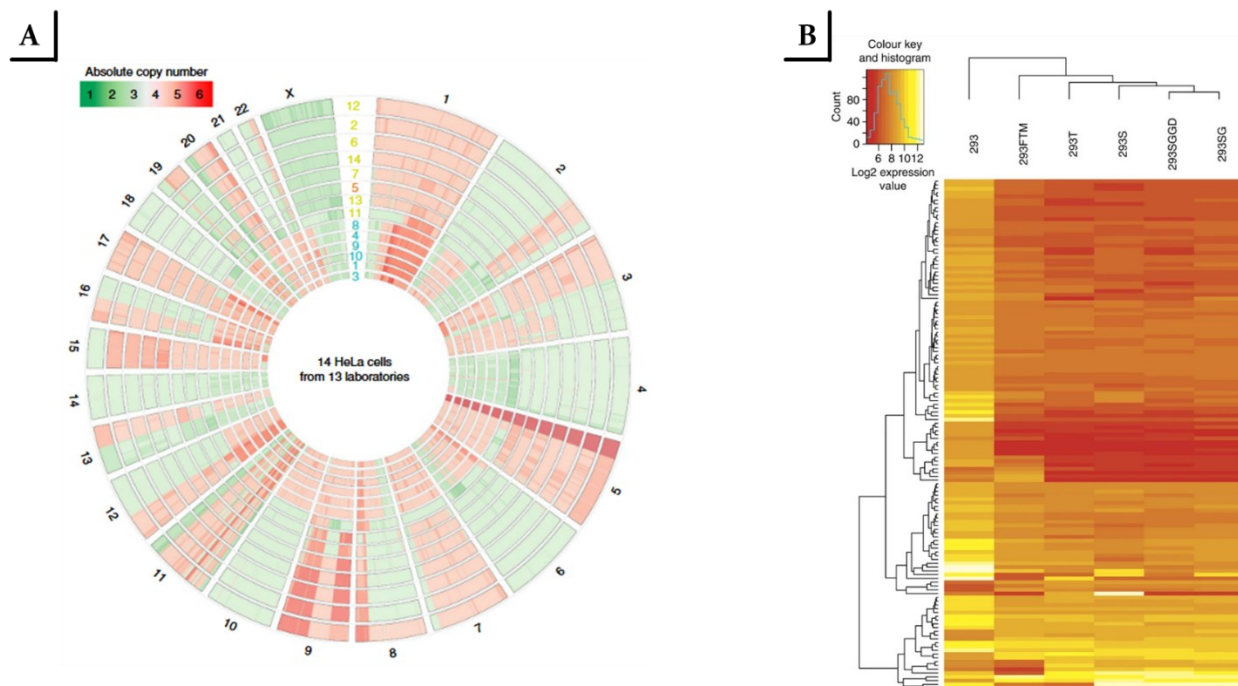 A
Absolute copy number
1 2 3 4 5 6
X
1
2
3
4
5
6
7
8
9
10
11
12
13
14
15
16
17
18
19
20
21
22
12
2
6
14
7
5
13
11
8
4
9
10
1
3
14 HeLa cells
from 13 laboratories
B
Colour key
and histogram
Count
80
40
0
6 8 10 12
Log2 expression
value
293
293FTM
293T
293S
293SGGD
293SG